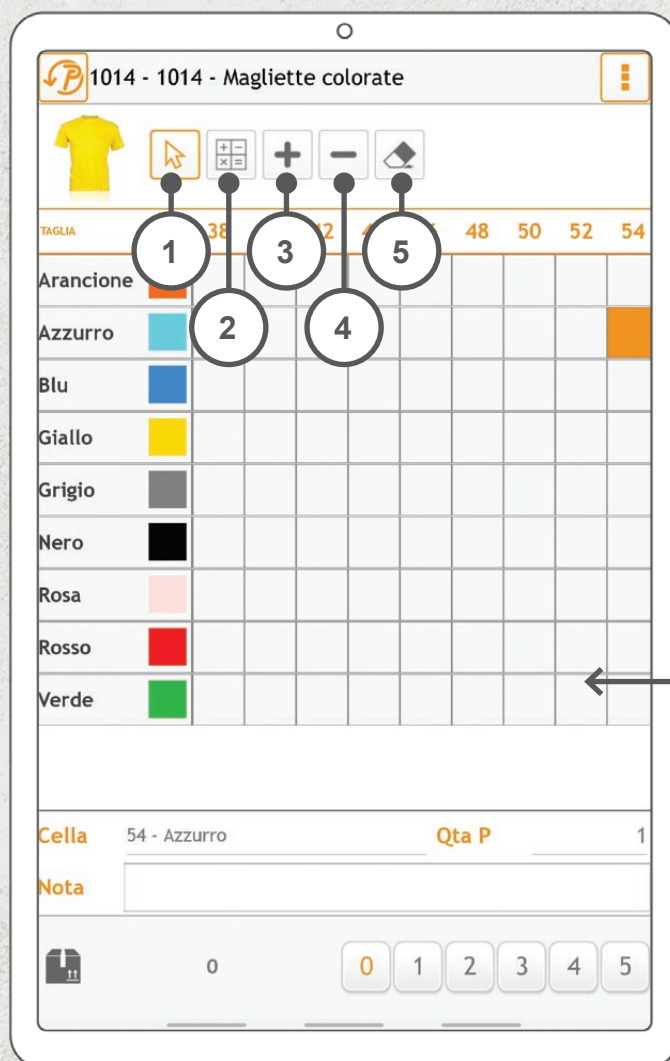 1014 - 1014 - Magliette colorate
1 2 3 4 5
TAGLIA 38 48 50 52 54
Arancione
Azzurro
Blu
Giallo
Grigio
Nero
Rosa
Rosso
Verde
Cella 54 - Azzurro Qta P 1
Nota
0 0 1 2 3 4 5